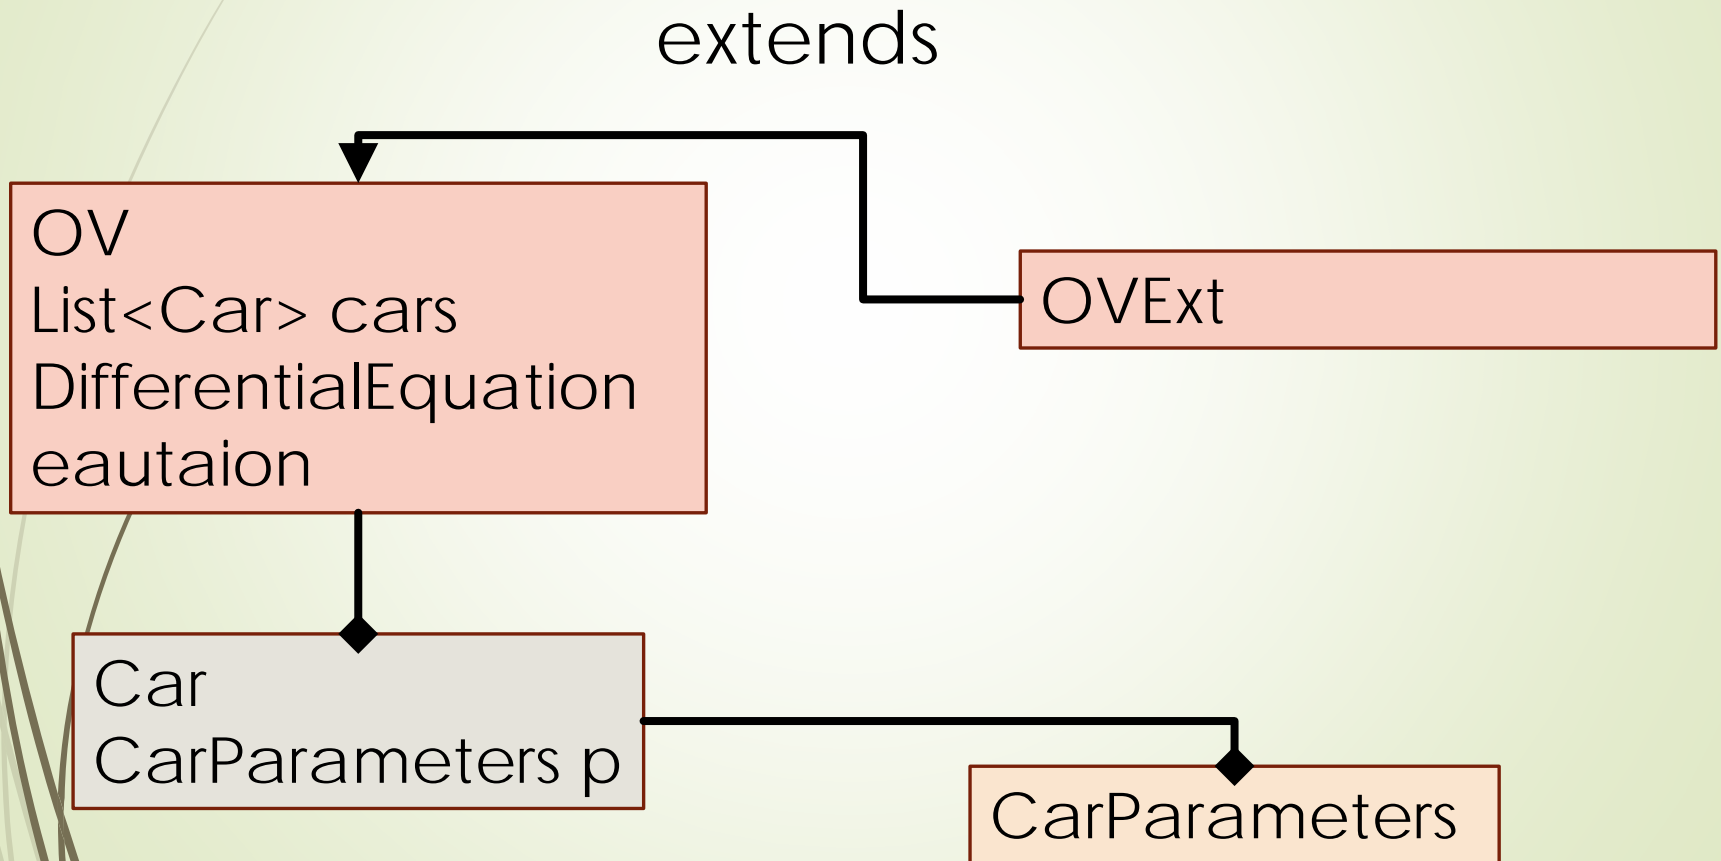 extends
OV
List<Car> cars
DifferentialEquation
eautaion
OVExt
Car
CarParameters p
CarParameters